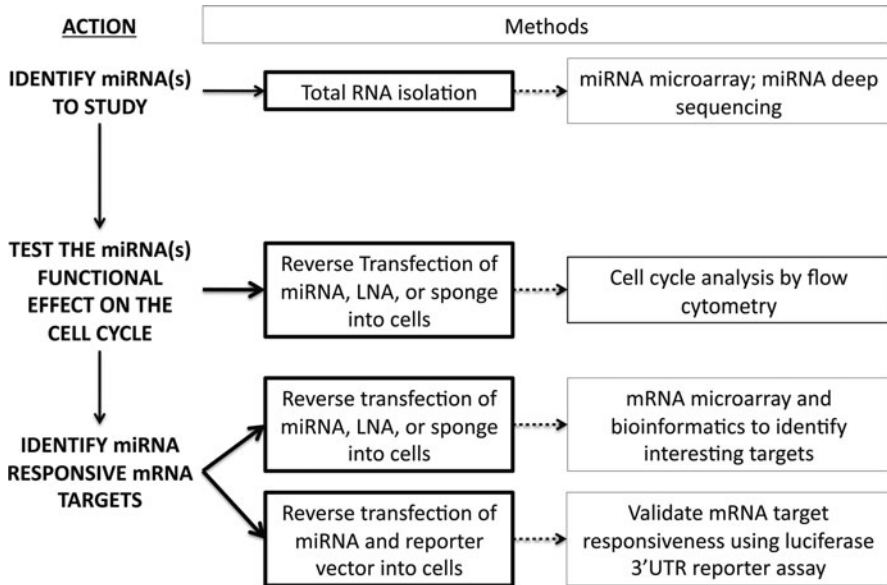 ACTION
Methods
IDENTIFY miRNA(s)
TO STUDY
Total RNA isolation
miRNA microarray; miRNA deep
sequencing
TEST THE miRNA(s)
FUNCTIONAL
EFFECT ON THE
CELL CYCLE
Reverse Transfection of
miRNA, LNA, or sponge
into cells
Cell cycle analysis by flow
cytometry
IDENTIFY miRNA
RESPONSIVE mRNA
TARGETS
Reverse transfection of
miRNA, LNA, or sponge
into cells
mRNA microarray and
bioinformatics to identify
interesting targets
Reverse transfection of
miRNA and reporter
vector into cells
Validate mRNA target
responsiveness using luciferase
3’UTR reporter assay